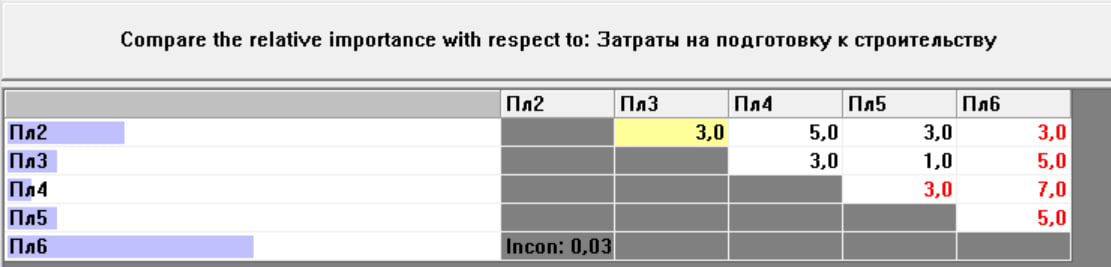 Compare the relative importance with respect to: Затраты на подготовку к строительству
Пл2 Пл3 Пл4 Пл5 Пл6
Пл2 3,0 5,0 3,0 3,0
Пл3 3,0 1,0 5,0
Пл4 3,0 7,0
Пл5 5,0
Пл6 Incon: 0,03